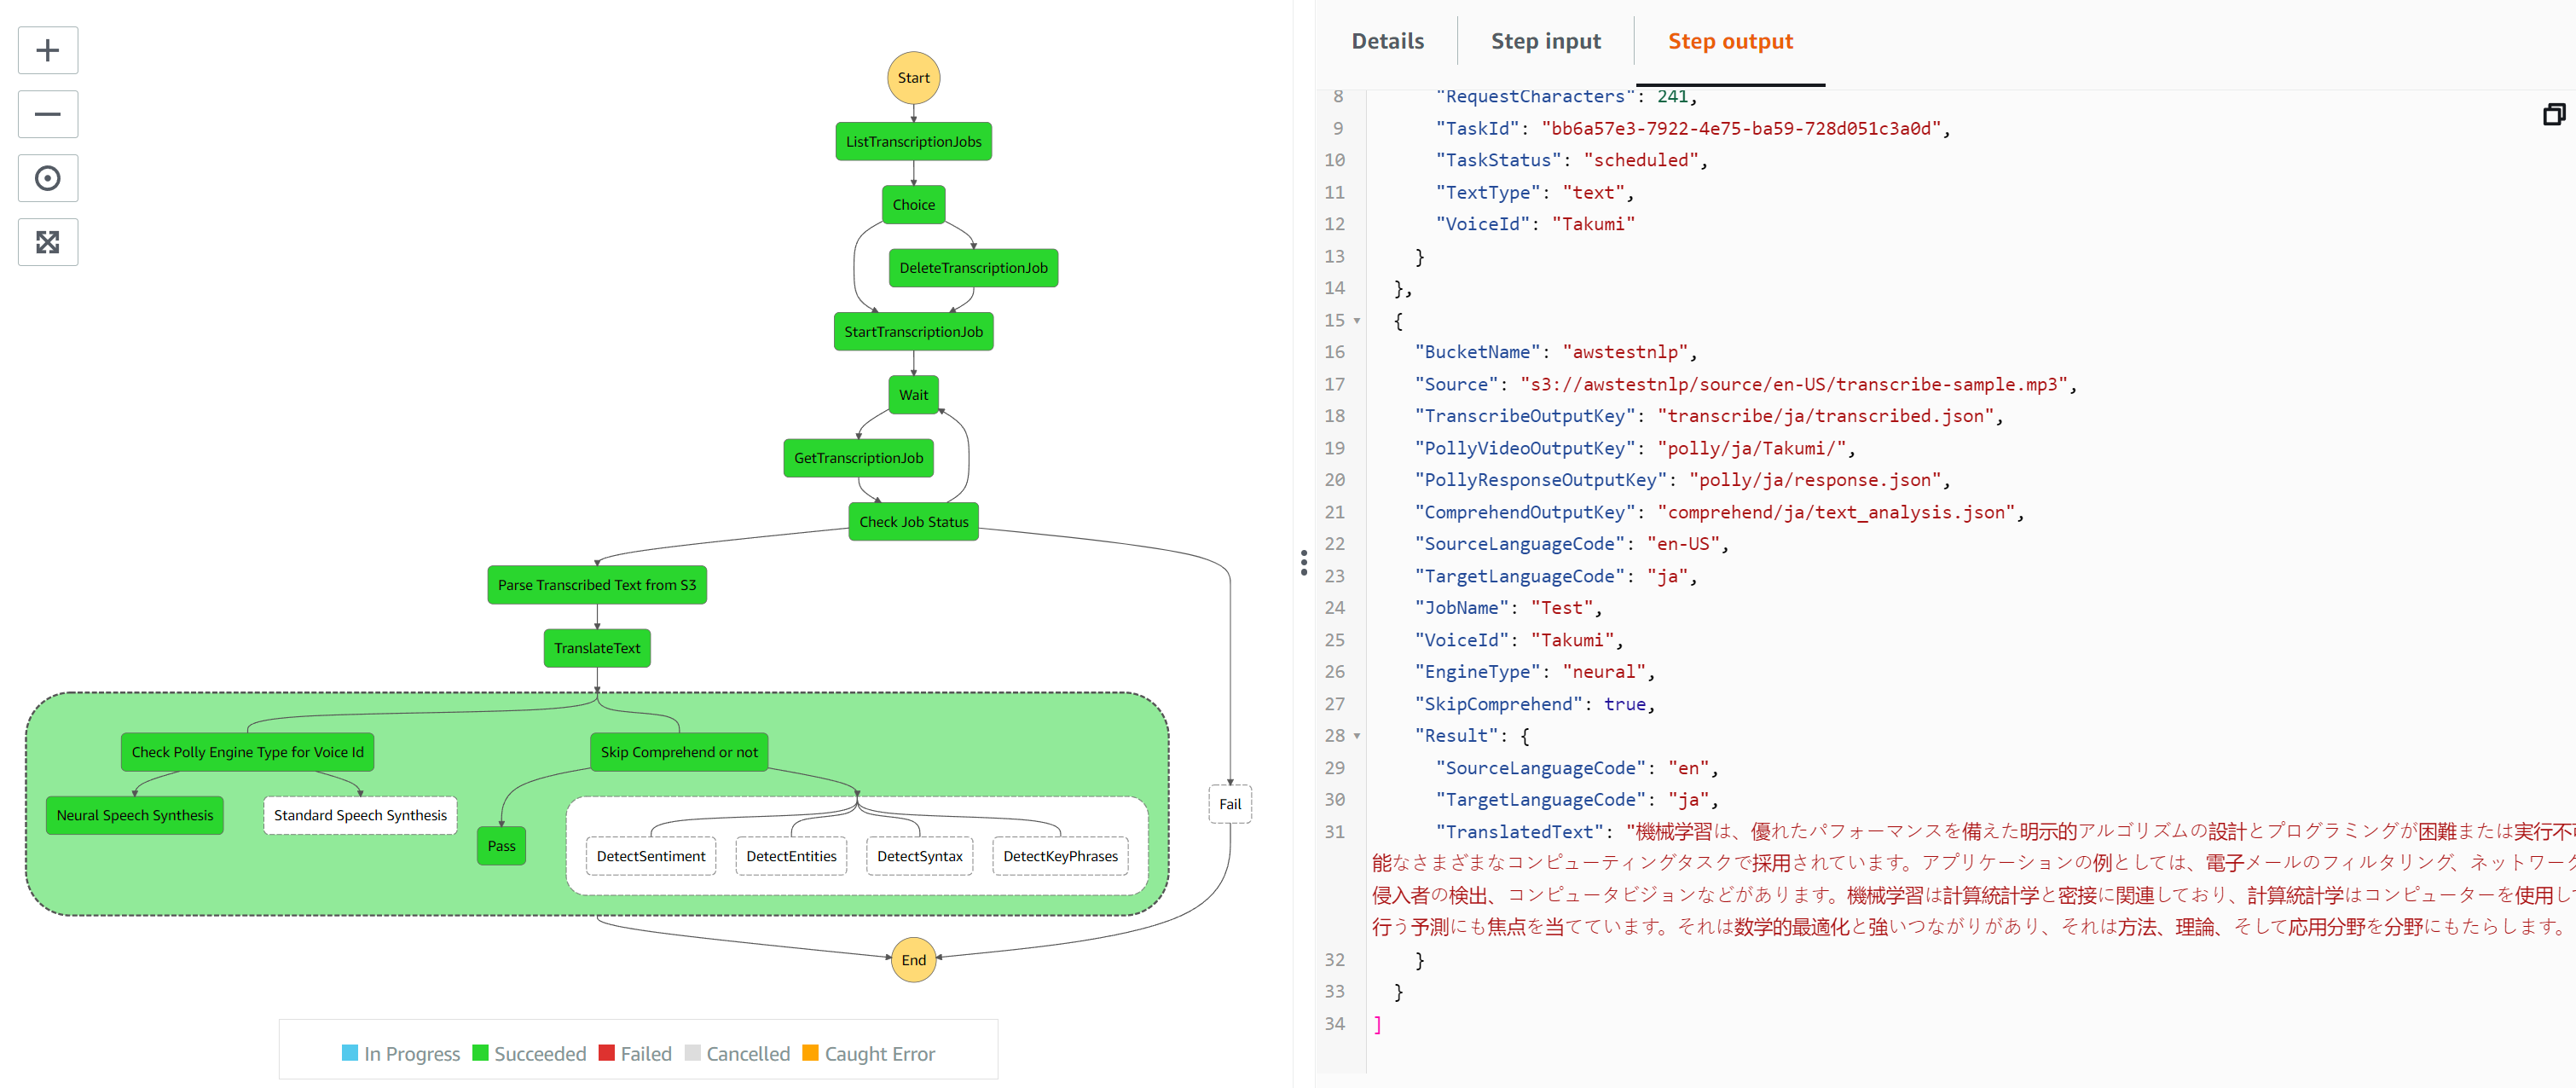 Start
ListTranscriptionJobs
Choice
DeleteTranscriptionJob
StartTranscriptionJob
Wait
GetTranscriptionJob
Check Job Status
Parse Transcribed Text from S3
TranslateText
Check Polly Engine Type for Voice Id
Skip Comprehend or not
Neural Speech Synthesis
Standard Speech Synthesis
Pass
DetectSentiment
DetectEntities
DetectSyntax
DetectKeyPhrases
Fail
End
In Progress Succeeded Failed Cancelled Caught Error
Details Step input Step output
8 "RequestCharacters": 241,
9 "TaskId": "bb6a57e3-7922-4e75-ba59-728d051c3a0d",
10 "TaskStatus": "scheduled",
11 "TextType": "text",
12 "VoiceId": "Takumi"
13 }
14 },
15 {
16 "BucketName": "awstestnlp",
17 "Source": "s3://awstestnlp/source/en-US/transcribe-sample.mp3",
18 "TranscribeOutputKey": "transcribe/ja/transcribed.json",
19 "PollyVideoOutputKey": "polly/ja/Takumi/",
20 "PollyResponseOutputKey": "polly/ja/response.json",
21 "ComprehendOutputKey": "comprehend/ja/text_analysis.json",
22 "SourceLanguageCode": "en-US",
23 "TargetLanguageCode": "ja",
24 "JobName": "Test",
25 "VoiceId": "Takumi",
26 "EngineType": "neural",
27 "SkipComprehend": true,
28 "Result": {
29 "SourceLanguageCode": "en",
30 "TargetLanguageCode": "ja",
31 "TranslatedText": "機械学習は、優れたパフォーマンスを備えた明示的アルゴリズムの設計とプログラミングが困難または実行不可
能なさまざまなコンピューティングタスクで採用されています。アプリケーションの例としては、電子メールのフィルタリング、ネットワーク
侵入者の検出、コンピュータビジョンなどがあります。機械学習は計算統計学と密接に関連しており、計算統計学はコンピューターを使用して
行う予測にも焦点を当てています。それは数学的最適化と強いつながりがあり、それは方法、理論、そして応用分野を分野にもたらします。
32 }
33 }
34 ]